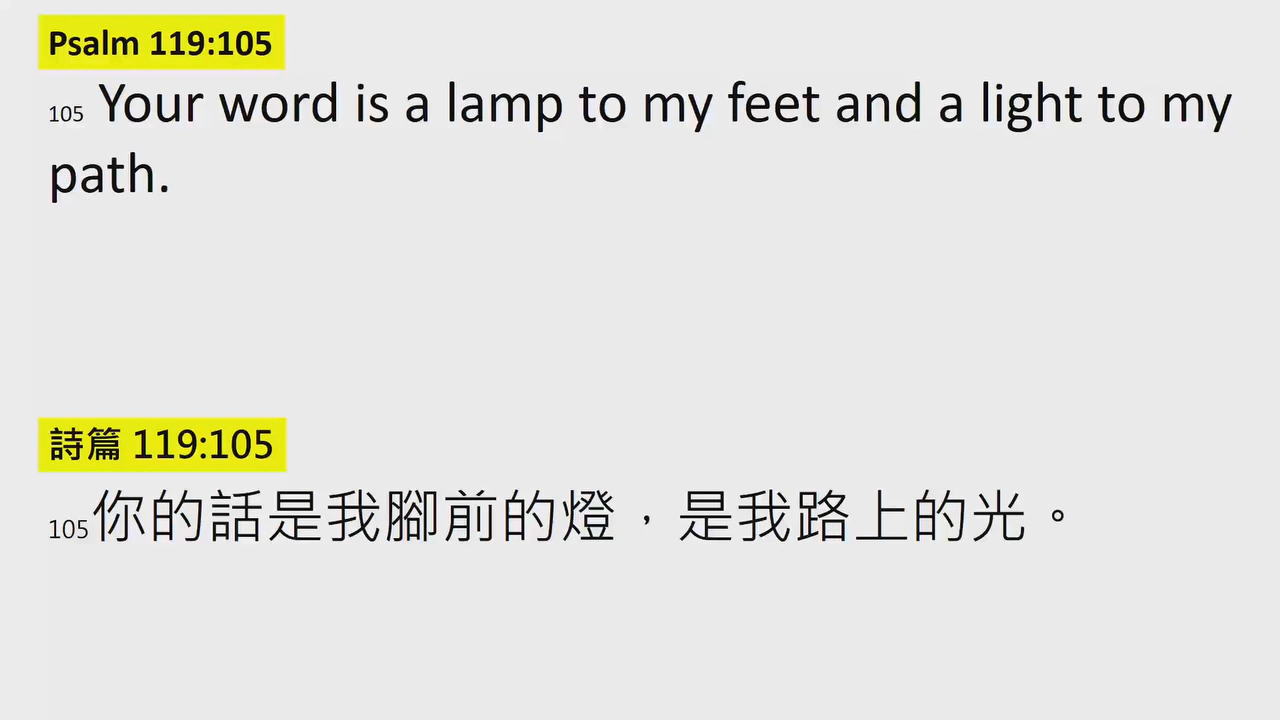 Psalm 119:105
105 Your word is a lamp to my feet and a light to my
path.
詩篇 119:105
105你的話是我腳前的燈，是我路上的光。